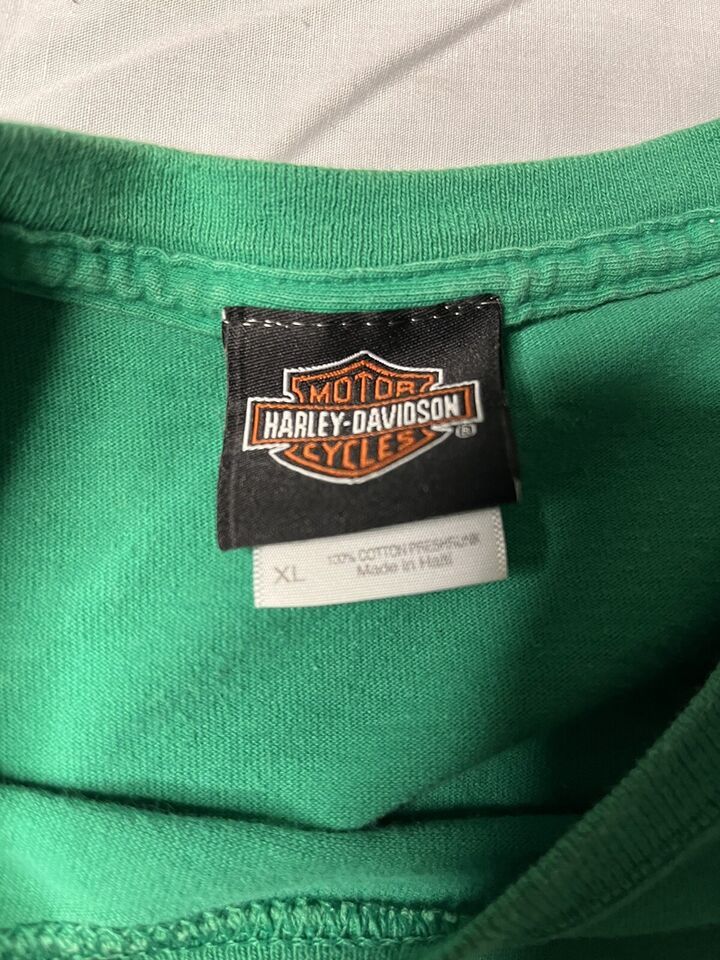 MOTOR
HARLEY-DAVIDSON
CYCLES
®
XL
100% COTTON PRESHRUNK
Made in Haiti